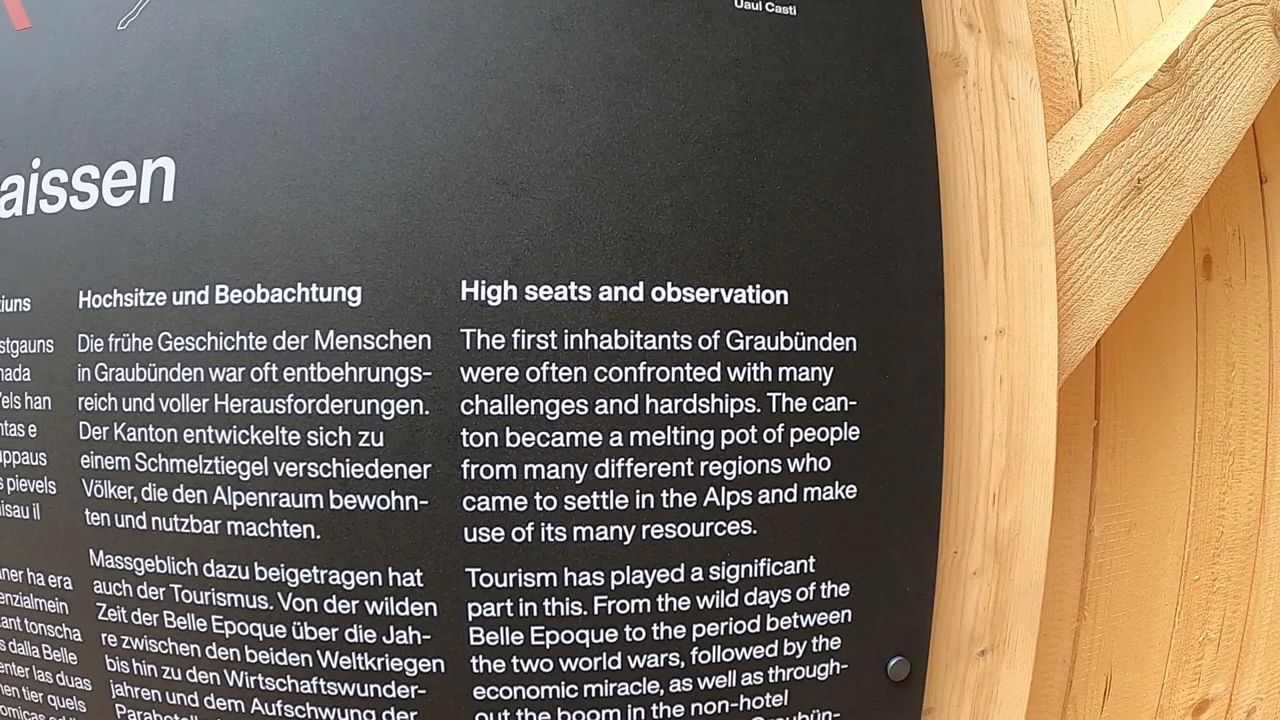 Uaul Casti
aissen
ziuns
stgauns
nada
'els han
ntas e
uppaus
s pievels
nisau il
ner ha era
enzialmein
tant tonscha
s dalla Belle
enter las duas
nen tier quels
Hochsitze und Beobachtung
Die frühe Geschichte der Menschen
in Graubünden war oft entbehrungs-
reich und voller Herausforderungen.
Der Kanton entwickelte sich zu
einem Schmelztiegel verschiedener
Völker, die den Alpenraum bewohn-
ten und nutzbar machten.
Massgeblich dazu beigetragen hat
auch der Tourismus. Von der wilden
Zeit der Belle Epoque über die Jah-
re zwischen den beiden Weltkriegen
bis hin zu den Wirtschaftswunder-
jahren und dem Aufschwung der
High seats and observation
The first inhabitants of Graubünden
were often confronted with many
challenges and hardships. The can-
ton became a melting pot of people
from many different regions who
came to settle in the Alps and make
use of its many resources.
Tourism has played a significant
part in this. From the wild days of the
Belle Epoque to the period between
the two world wars, followed by the
economic miracle, as well as through-
out the boom in the non-hotel
Graubün-